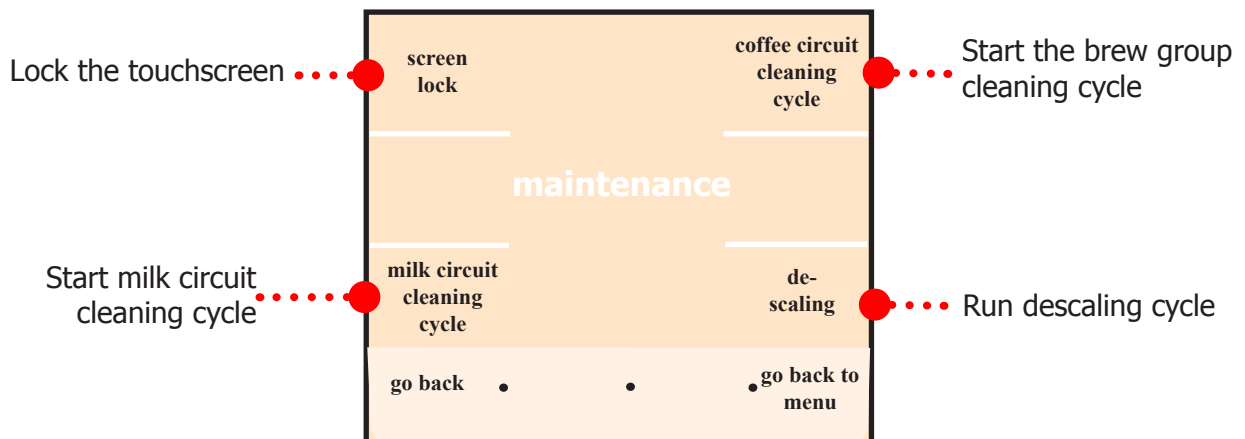 Lock the touchscreen
screen
lock
coffee circuit
cleaning
cycle
Start the brew group
cleaning cycle
maintenance
Start milk circuit
cleaning cycle
milk circuit
cleaning
cycle
de-
scaling
Run descaling cycle
go back
go back to
menu